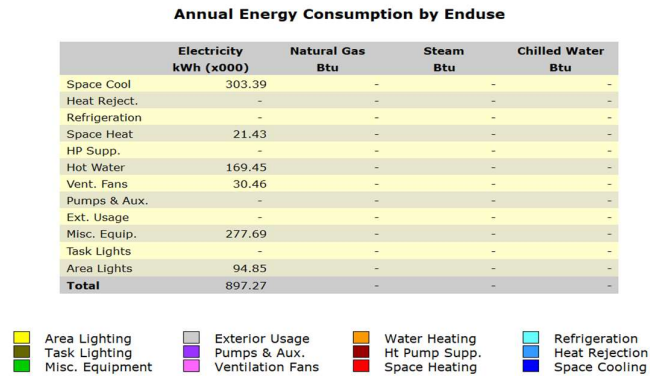 Annual Energy Consumption by Enduse
Electricity Natural Gas Steam Chilled Water
kWh (x000) Btu Btu Btu
Space Cool 303.39 - - -
Heat Reject. - - - -
Refrigeration - - - -
Space Heat 21.43 - - -
HP Supp. - - - -
Hot Water 169.45 - - -
Vent. Fans 30.46 - - -
Pumps & Aux. - - - -
Ext. Usage - - - -
Misc. Equip. 277.69 - - -
Task Lights - - - -
Area Lights 94.85 - - -
Total 897.27 - - -
Area Lighting Exterior Usage Water Heating Refrigeration
Task Lighting Pumps & Aux. Ht Pump Supp. Heat Rejection
Misc. Equipment Ventilation Fans Space Heating Space Cooling